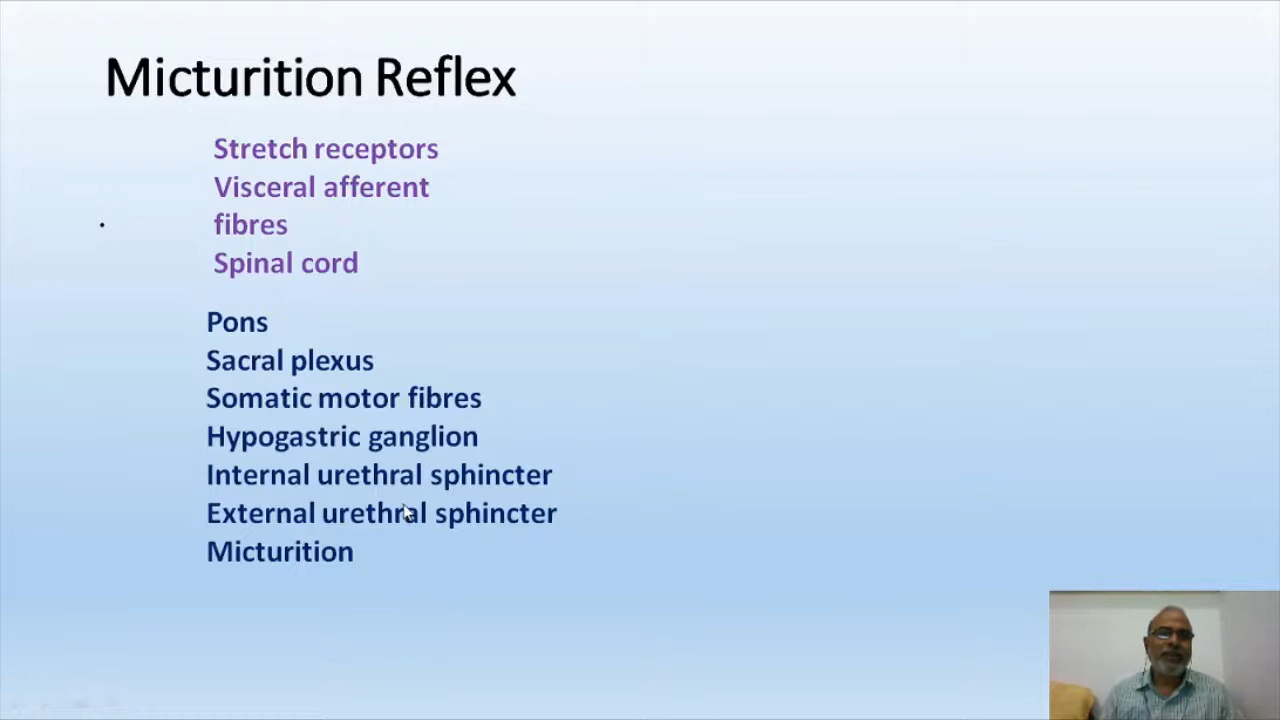 Micturition Reflex
Stretch receptors
Visceral afferent
fibres
Spinal cord
Pons
Sacral plexus
Somatic motor fibres
Hypogastric ganglion
Internal urethral sphincter
External urethral sphincter
Micturition